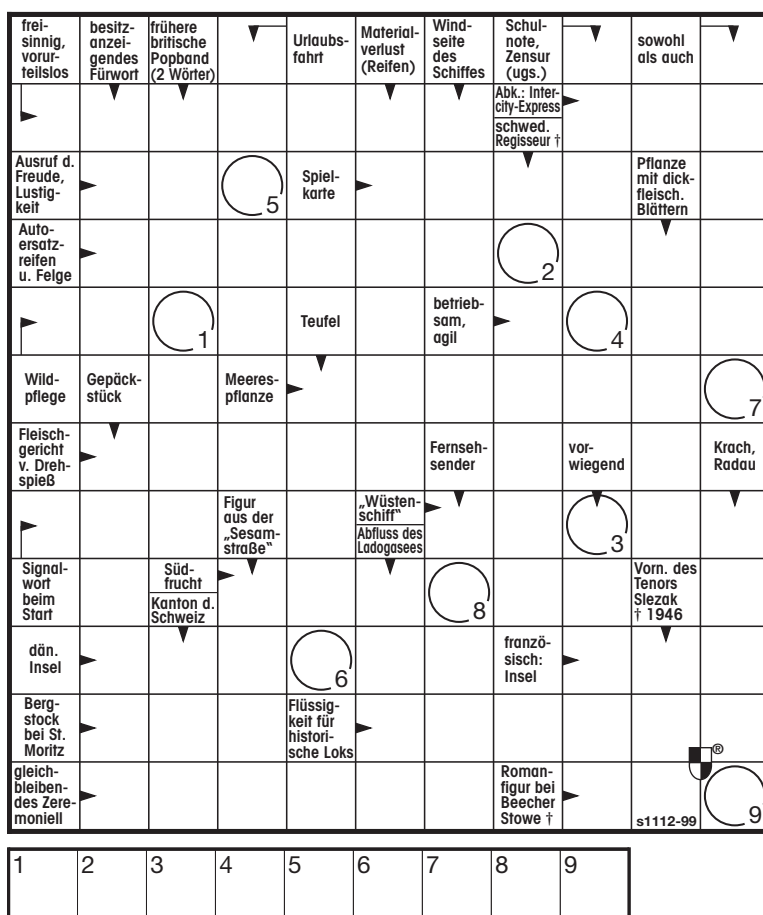 frei-
sinnig,
vorur-
teilslos
besitz-
anzei-
gendes
Fürwort
frühere
britische
Popband
(2 Wörter)
Urlaubs-
fahrt
Material-
verlust
(Reifen)
Wind-
seite
des
Schiffes
Schul-
note,
Zensur
(ugs.)
sowohl
als auch
Abk.: Inter-
city-Express
schwed.
Regisseur †
Ausruf d.
Freude,
Lustig-
keit
5
Spiel-
karte
Pflanze
mit dick-
fleisch.
Blättern
Auto-
ersatz-
reifen
u. Felge
2
1
Teufel
betrieb-
sam,
agil
4
Wild-
pflege
Gepäck-
stück
Meeres-
pflanze
7
Fleisch-
gericht
v. Dreh-
spieß
Fernseh-
sender
vor-
wiegend
Krach,
Radau
Figur
aus der
„Sesam-
straße“
„Wüsten-
schiff“
Abfluss des
Ladogasees
3
Signal-
wort
beim
Start
Süd-
frucht
Kanton d.
Schweiz
8
Vorn. des
Tenors
Slezak
† 1946
dän.
Insel
6
franzö-
sisch:
Insel
Berg-
stock
bei St.
Moritz
Flüssig-
keit für
histori-
sche Loks
®
gleich-
bleiben-
des Zere-
moniell
Roman-
figur bei
Beecher
Stowe †
s1112-99
9
1 2 3 4 5 6 7 8 9